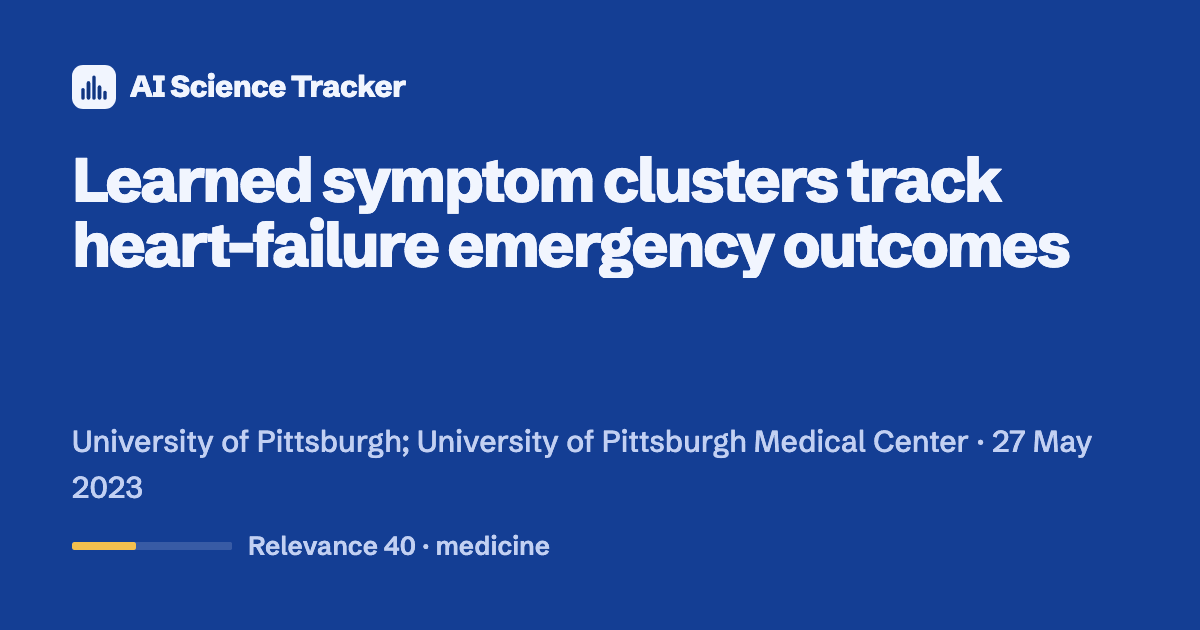 AI Science Tracker
Learned symptom clusters track
heart-failure emergency outcomes
University of Pittsburgh; University of Pittsburgh Medical Center · 27 May
2023
Relevance 40 · medicine